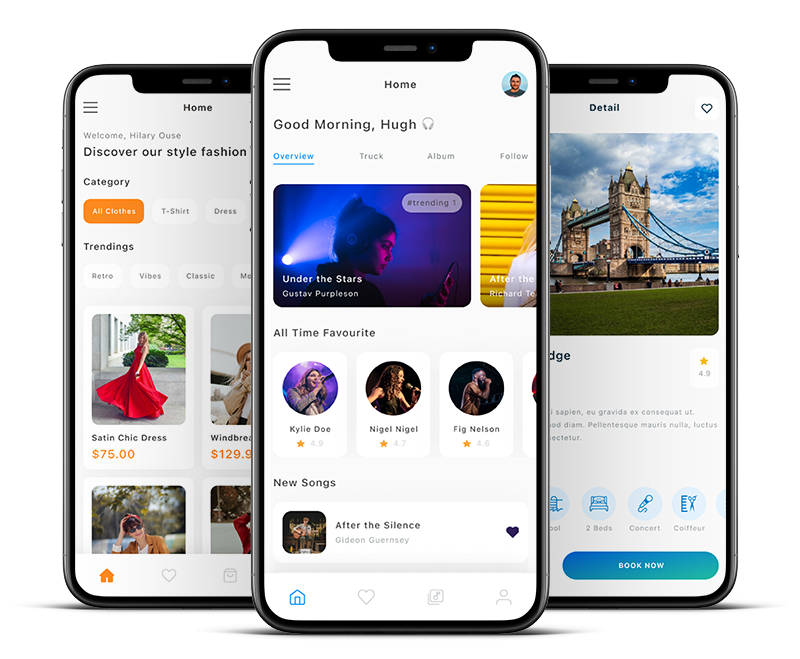 Home
Welcome, Hilary Ouse
Discover our style fashion
Category
All Clothes
T-Shirt
Dress
Trendings
Retro
Vibes
Classic
Mo
Satin Chic Dress
$75.00
Windbrea
$129.9
Home
Good Morning, Hugh
Overview
Truck
Album
Follow
#trending 1
Under the Stars
Gustav Purpleson
After the
Richard Te
All Time Favourite
Kylie Doe
4.9
Nigel Nigel
4.7
Fig Nelson
4.6
New Songs
After the Silence
Gideon Guernsey
Detail
dge
4.9
i sapien, eu gravida ex consequat ut.
od diam. Pellentesque mauris nulla, luctus
sectetur.
ool
2 Beds
Concert
Coiffeur
BOOK NOW